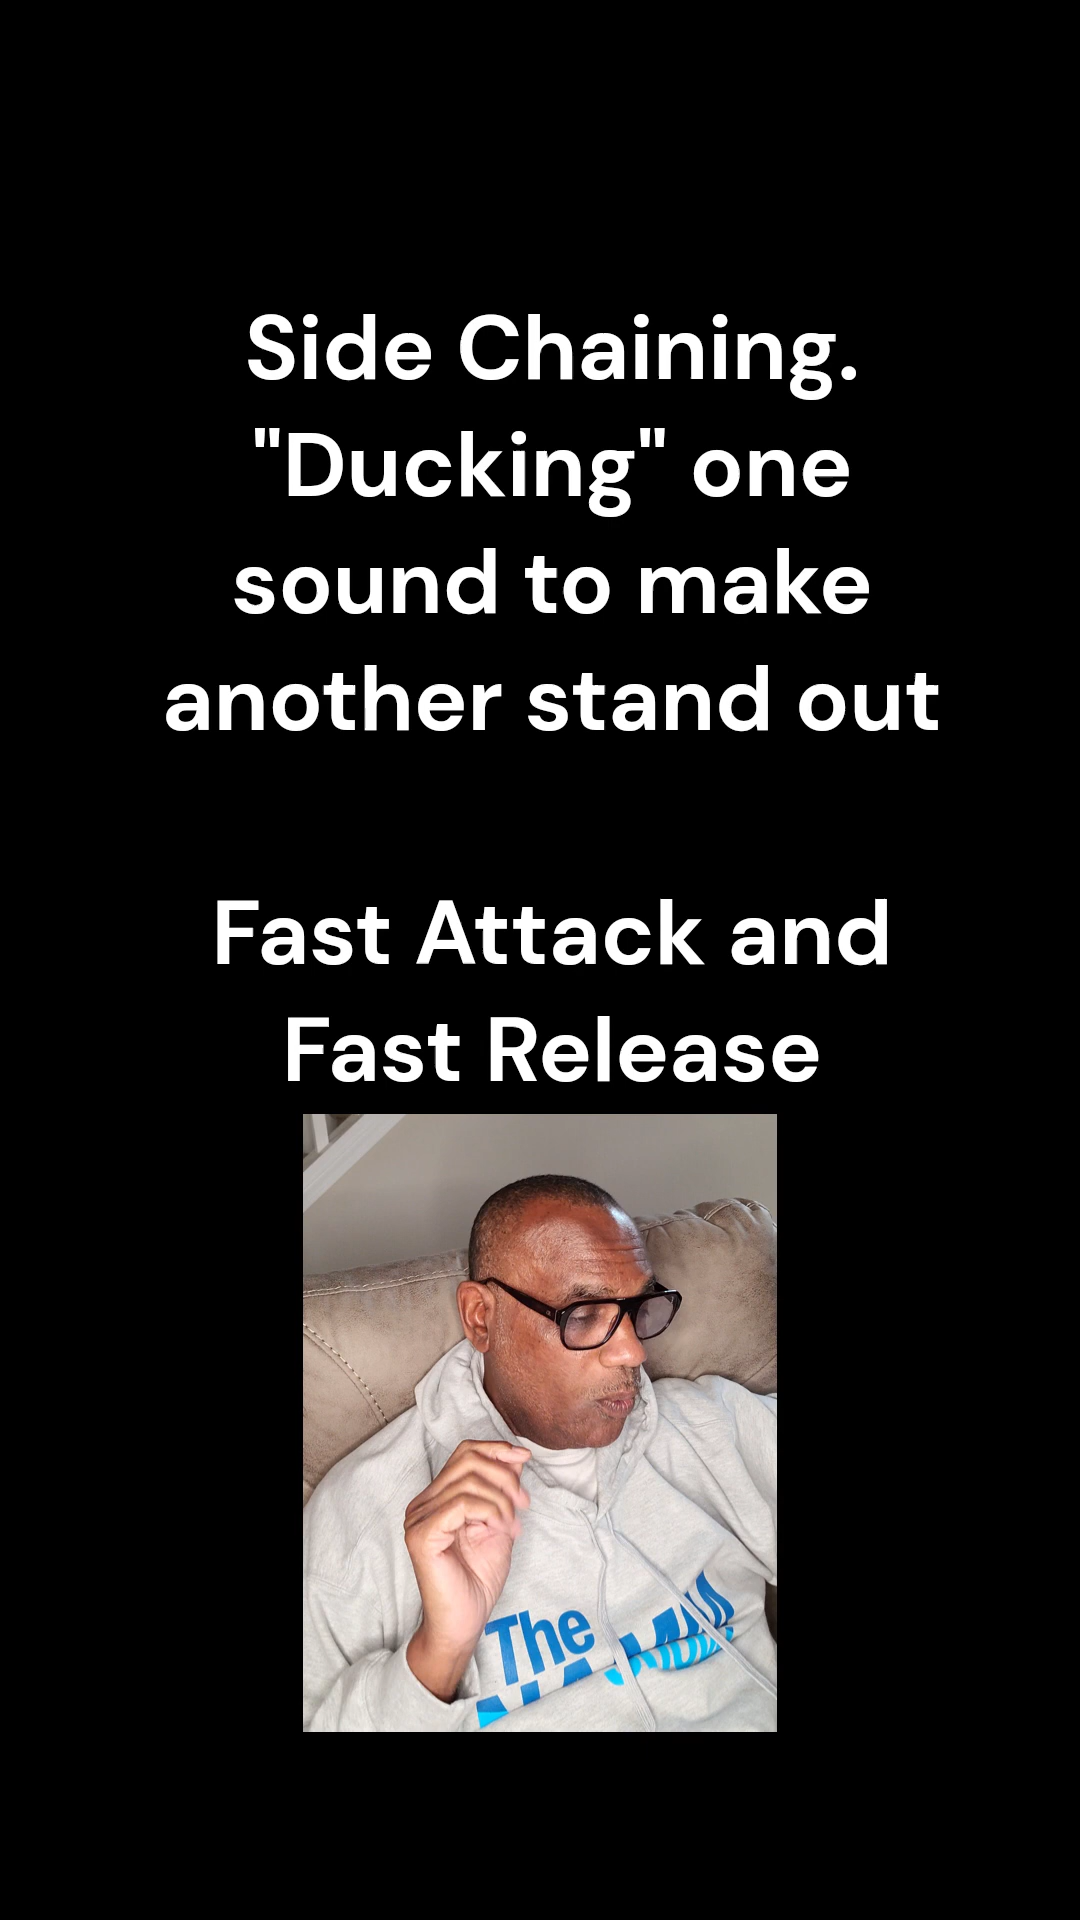 Side Chaining.
"Ducking" one
sound to make
another stand out
Fast Attack and
Fast Release
The